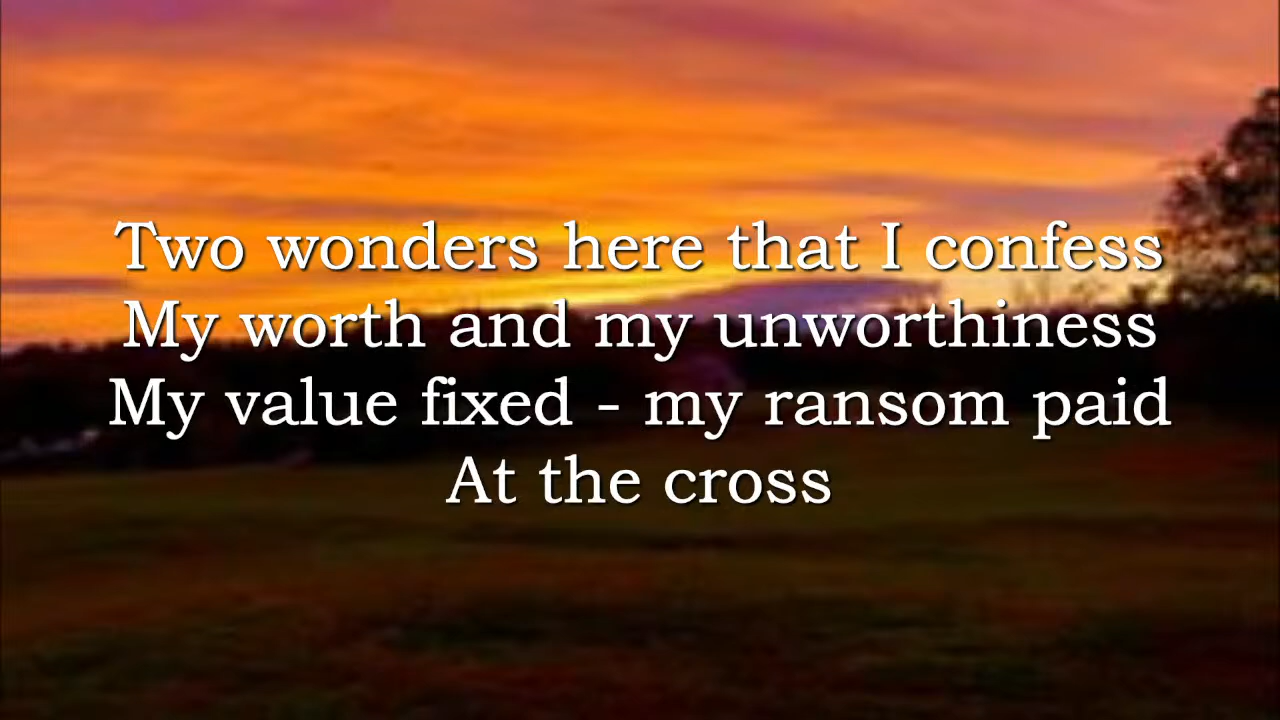 Two wonders here that I confess
My worth and my unworthiness
My value fixed - my ransom paid
At the cross